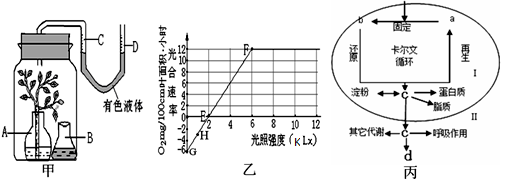 C
D
有色液体
A
B
甲
光合速率
O₂mg/100cm²叶面积·小时
12
10
8
6
4
2
0
-2
-4
-6
F
E
H
G
2 4 6 8 10 12
光照强度（KLx）
乙
b 固定 a
还原
卡尔文
循环
再生
I
淀粉 C 蛋白质
脂质
II
其它代谢 C 呼吸作用
d
丙